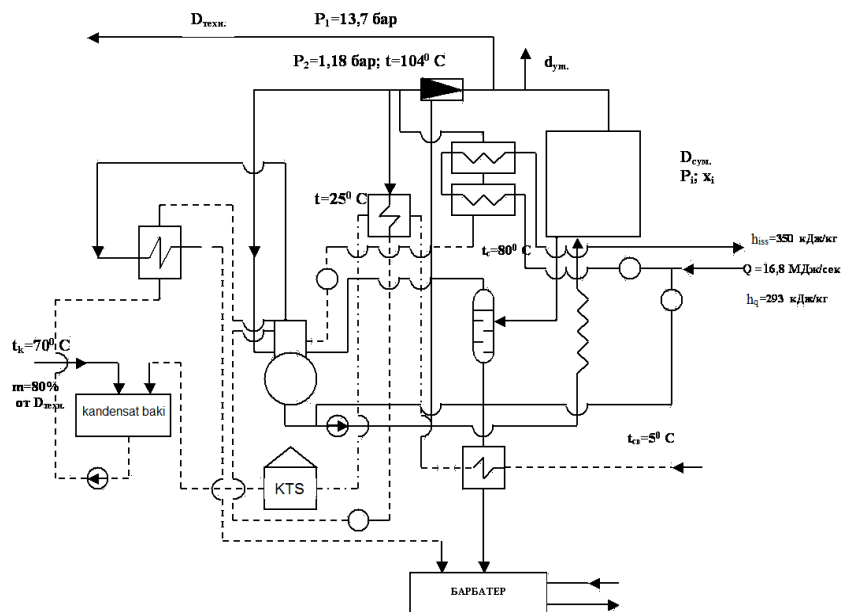 Dтехн.
P₁=13,7 бар
P₂=1,18 бар; t=104⁰ C
dут.
Dсум.
Pᵢ; xᵢ
t=25⁰ C
tс=80⁰ C
hiss=350 кДж/кг
Q = 16,8 МДж/сек
hq=293 кДж/кг
tk=70⁰ C
m=80%
от Dтехн.
kandensat baki
KTS
tсв=5⁰ C
БАРБАТЕР